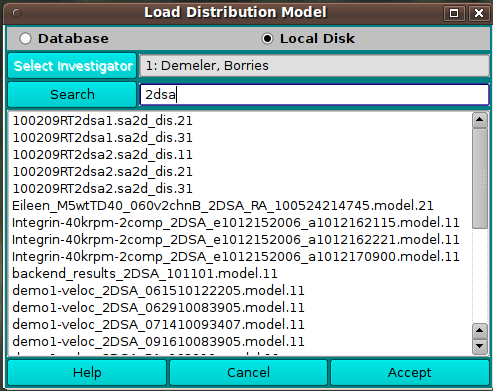 Load Distribution Model
Database Local Disk
Select Investigator 1: Demeler, Borries
Search 2dsa
100209RT2dsa1.sa2d_dis.21
100209RT2dsa1.sa2d_dis.31
100209RT2dsa2.sa2d_dis.11
100209RT2dsa2.sa2d_dis.21
100209RT2dsa2.sa2d_dis.31
Eileen_M5wtTD40_060v2chnB_2DSA_RA_100524214745.model.21
Integrin-40krpm-2comp_2DSA_e1012152006_a1012162115.model.11
Integrin-40krpm-2comp_2DSA_e1012152006_a1012162221.model.11
Integrin-40krpm-2comp_2DSA_e1012152006_a1012170900.model.11
backend_results_2DSA_101101.model.11
demo1-veloc_2DSA_061510122205.model.11
demo1-veloc_2DSA_062910083905.model.11
demo1-veloc_2DSA_071410093407.model.11
demo1-veloc_2DSA_091610083905.model.11
Help Cancel Accept